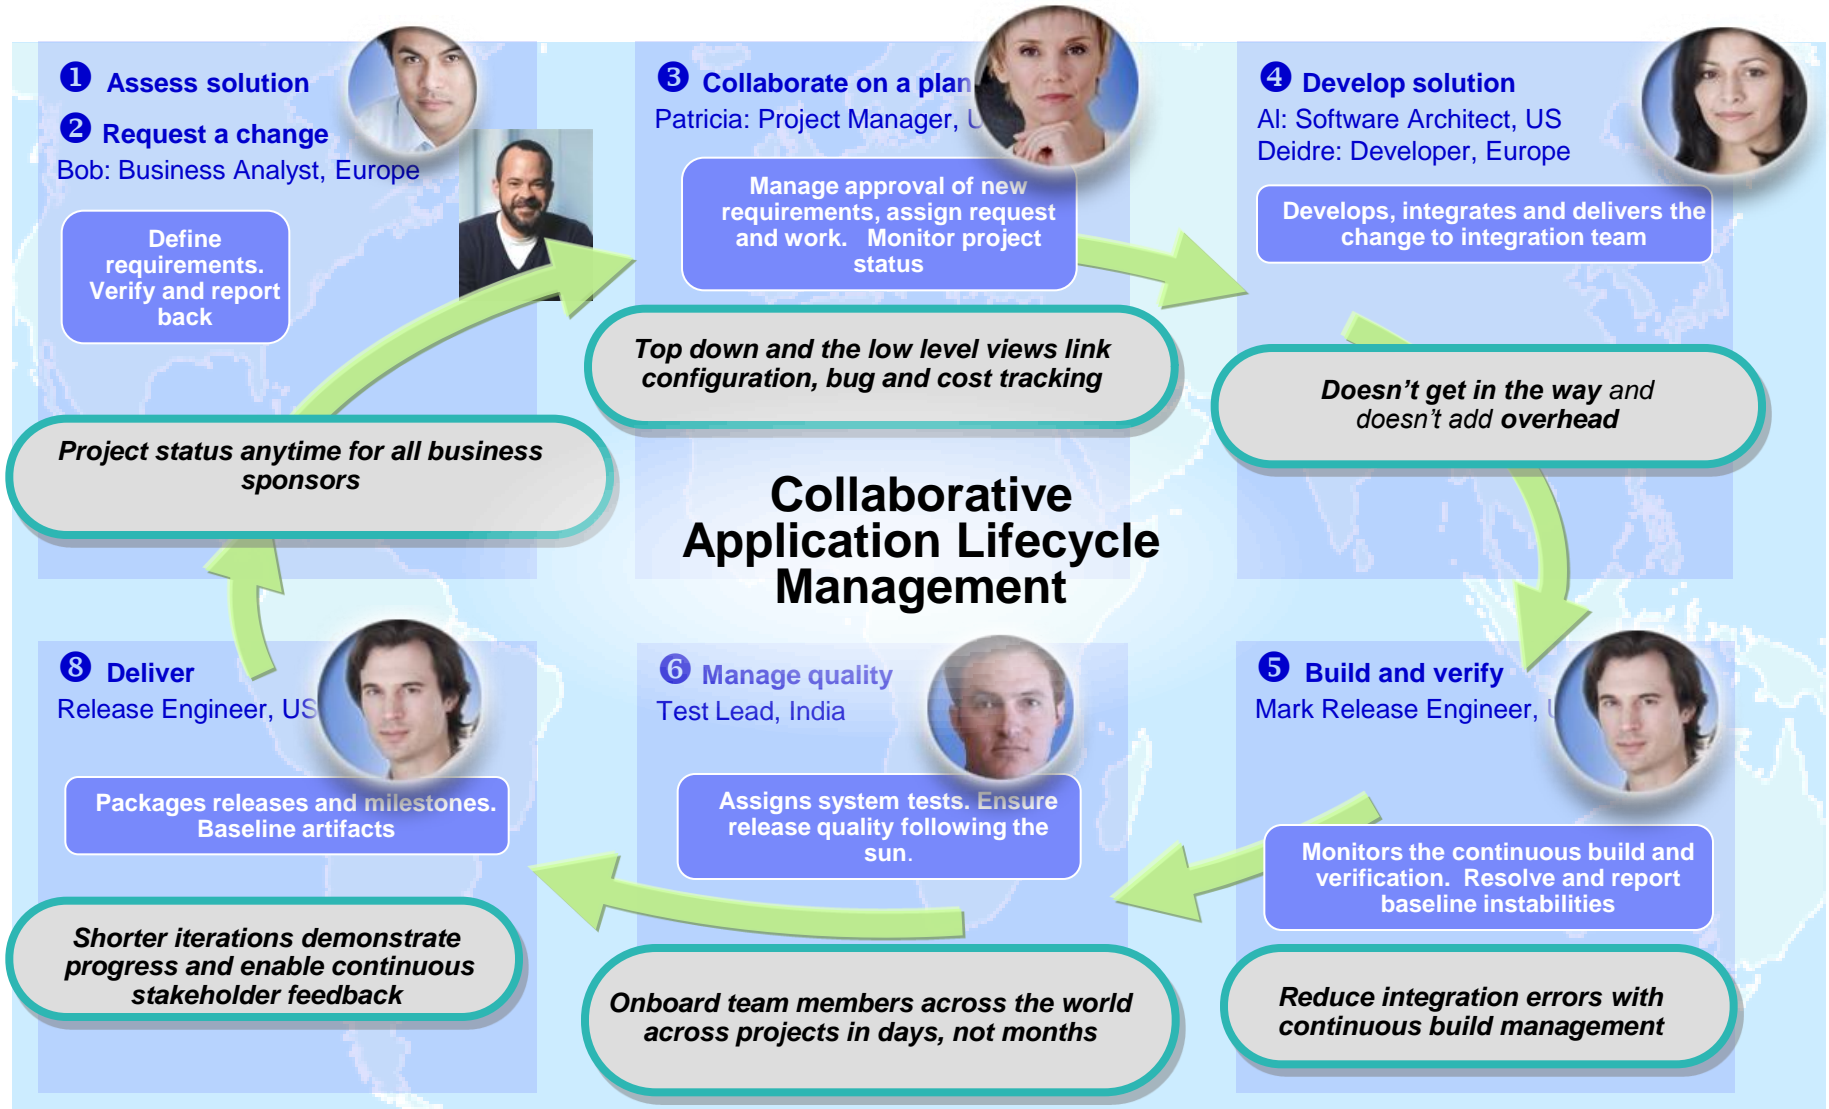 ❶ Assess solution
❷ Request a change
Bob: Business Analyst, Europe
Define
requirements.
Verify and report
back
Project status anytime for all business
sponsors
❸ Collaborate on a plan
Patricia: Project Manager,
Manage approval of new
requirements, assign request
and work. Monitor project
status
Top down and the low level views link
configuration, bug and cost tracking
❹ Develop solution
Al: Software Architect, US
Deidre: Developer, Europe
Develops, integrates and delivers the
change to integration team
Doesn't get in the way and
doesn't add overhead
Collaborative
Application Lifecycle
Management
❽ Deliver
Release Engineer, US
Packages releases and milestones.
Baseline artifacts
Shorter iterations demonstrate
progress and enable continuous
stakeholder feedback
❻ Manage quality
Test Lead, India
Assigns system tests. Ensure
release quality following the
sun.
Onboard team members across the world
across projects in days, not months
❺ Build and verify
Mark Release Engineer,
Monitors the continuous build and
verification. Resolve and report
baseline instabilities
Reduce integration errors with
continuous build management